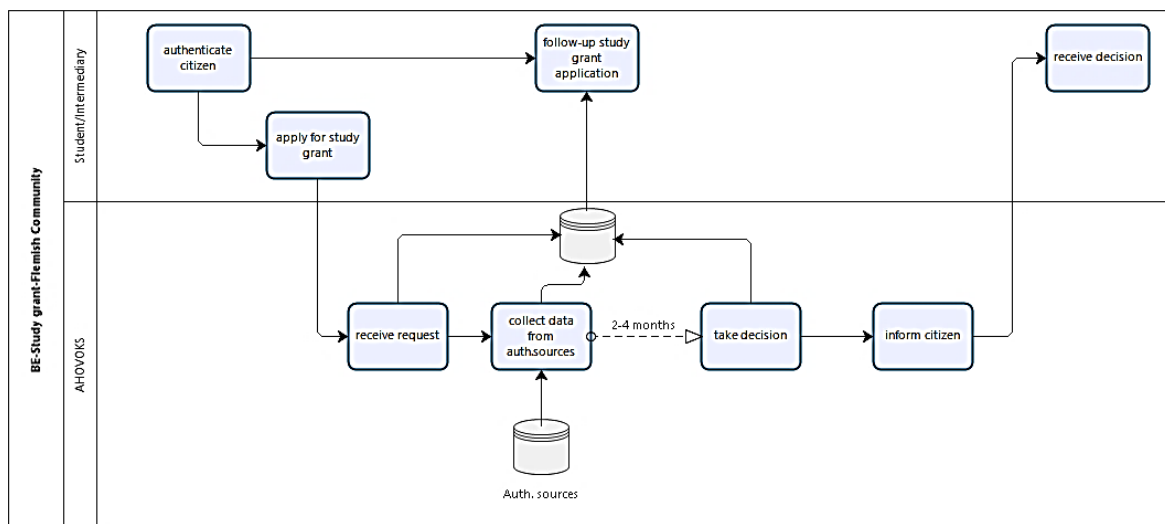 BE-Study grant-Flemish Community
Student/Intermediary
authenticate
citizen
follow-up study
grant
application
receive decision
apply for study
grant
AHOVOKS
receive request
collect data
from
auth.sources
2-4 months
take decision
inform citizen
Auth. sources